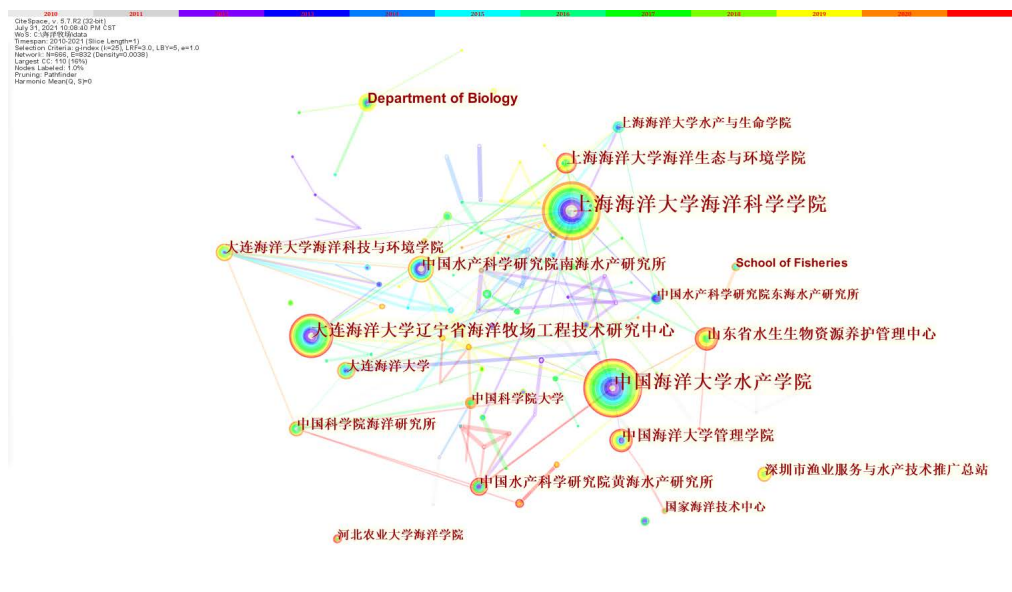 2010 2011 2015 2016 2017 2018 2019 2020
CiteSpace, v. 5.7.R2 (32-bit)
July 31, 2021 10:08:40 PM CST
WoS: C:\海洋牧场\data
Timespan: 2010-2021 (Slice Length=1)
Selection Criteria: g-index (k=25), LRF=3.0, LBY=5, e=1.0
Network: N=666, E=832 (Density=0.0038)
Largest CC: 110 (16%)
Nodes Labeled: 1.0%
Pruning: Pathfinder
Harmonic Mean(Q, S)=0
Department of Biology
上海海洋大学水产与生命学院
上海海洋大学海洋生态与环境学院
上海海洋大学海洋科学学院
大连海洋大学海洋科技与环境学院
中国水产科学研究院南海水产研究所
School of Fisheries
中国水产科学研究院东海水产研究所
大连海洋大学辽宁省海洋牧场工程技术研究中心
山东省水生生物资源养护管理中心
大连海洋大学
中国海洋大学水产学院
中国科学院大学
中国科学院海洋研究所
中国海洋大学管理学院
深圳市渔业服务与水产技术推广总站
中国水产科学研究院黄海水产研究所
国家海洋技术中心
河北农业大学海洋学院